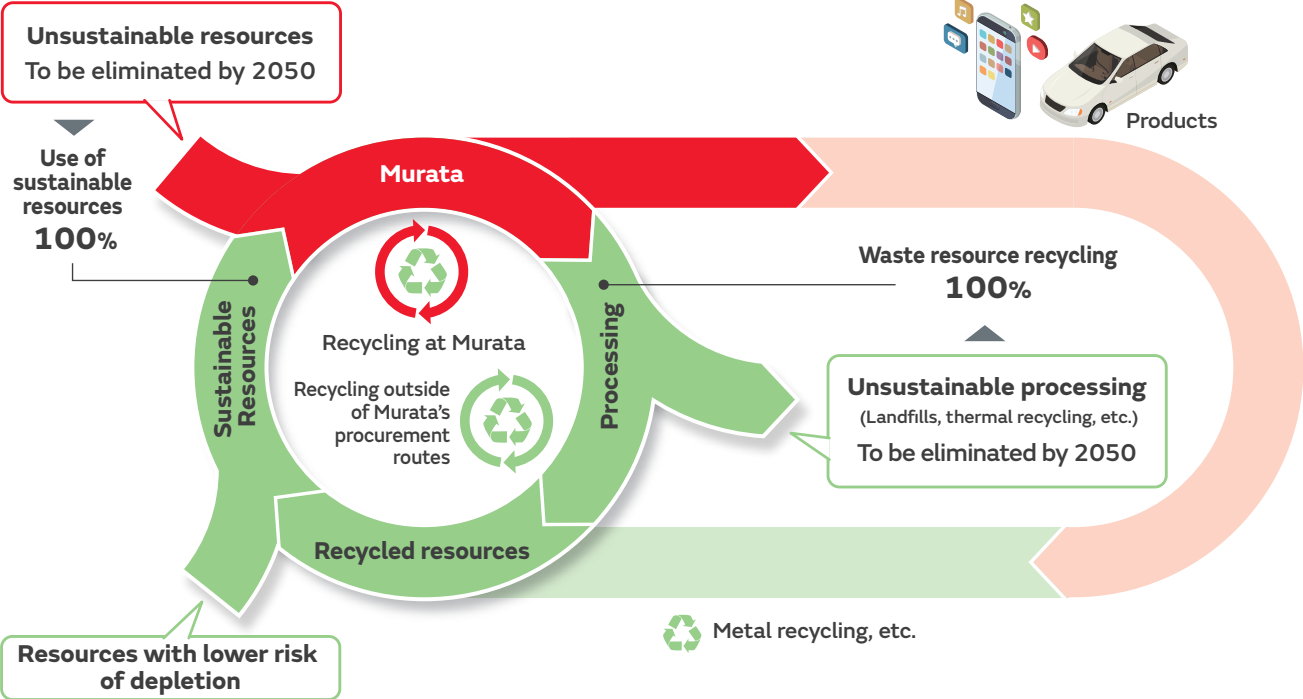 Unsustainable resources
To be eliminated by 2050
Use of
sustainable
resources
100%
Murata
Products
Sustainable
Resources
Recycling at Murata
Recycling outside
of Murata's
procurement
routes
Processing
Waste resource recycling
100%
Unsustainable processing
(Landfills, thermal recycling, etc.)
To be eliminated by 2050
Recycled resources
Metal recycling, etc.
Resources with lower risk
of depletion